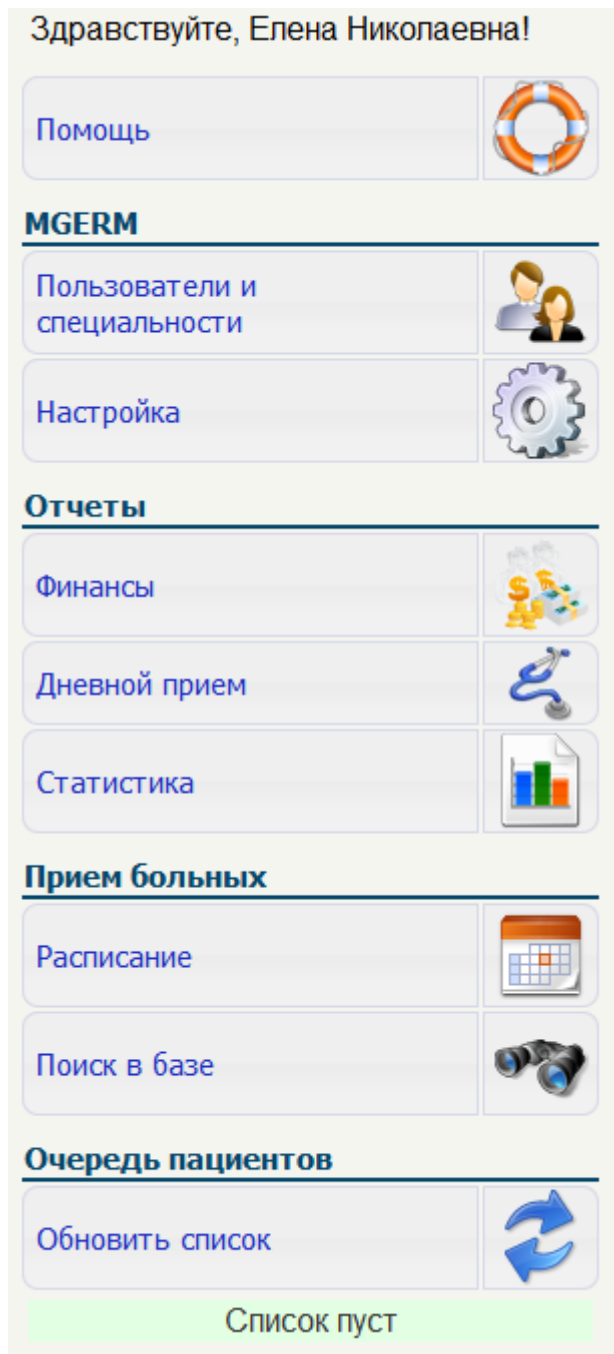 Здравствуйте, Елена Николаевна!
Помощь
MGERM
Пользователи и
специальности
Настройка
Отчеты
Финансы
Дневной прием
Статистика
Прием больных
Расписание
Поиск в базе
Очередь пациентов
Обновить список
Список пуст